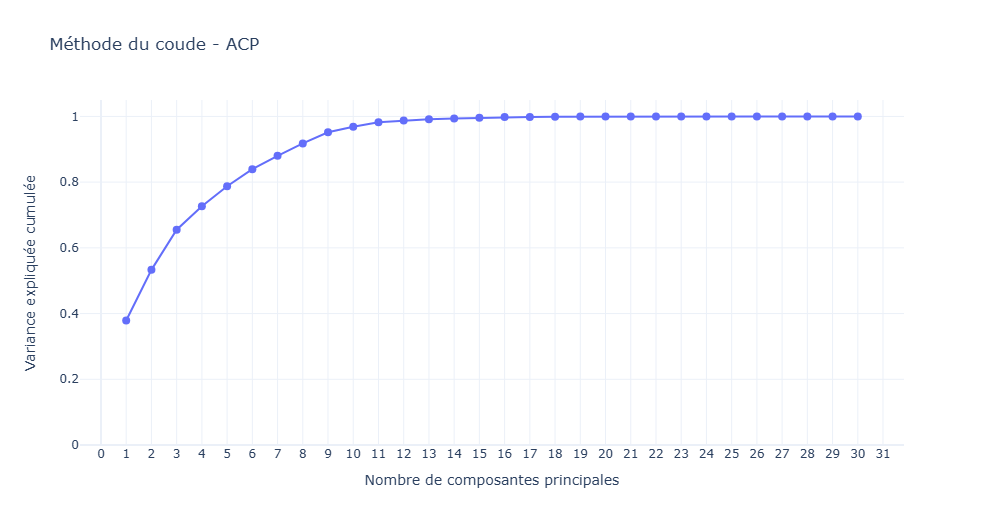 Méthode du coude - ACP
Variance expliquée cumulée
1
0.8
0.6
0.4
0.2
0
0 1 2 3 4 5 6 7 8 9 10 11 12 13 14 15 16 17 18 19 20 21 22 23 24 25 26 27 28 29 30 31
Nombre de composantes principales